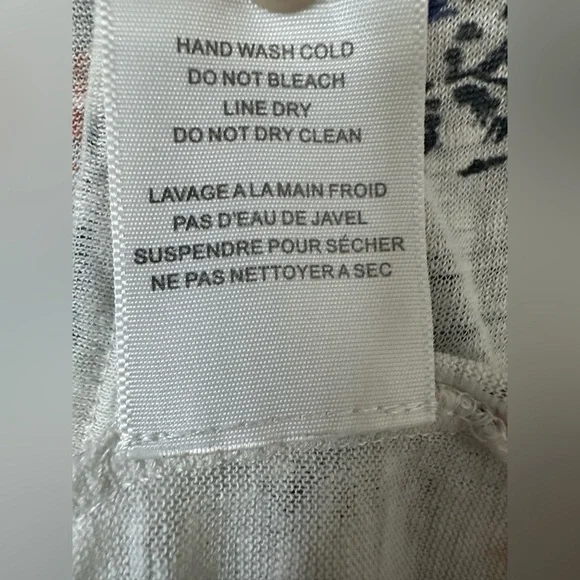 HAND WASH COLD
DO NOT BLEACH
LINE DRY
DO NOT DRY CLEAN
LAVAGE A LA MAIN FROID
PAS D'EAU DE JAVEL
SUSPENDRE POUR SÉCHER
NE PAS NETTOYER A SEC